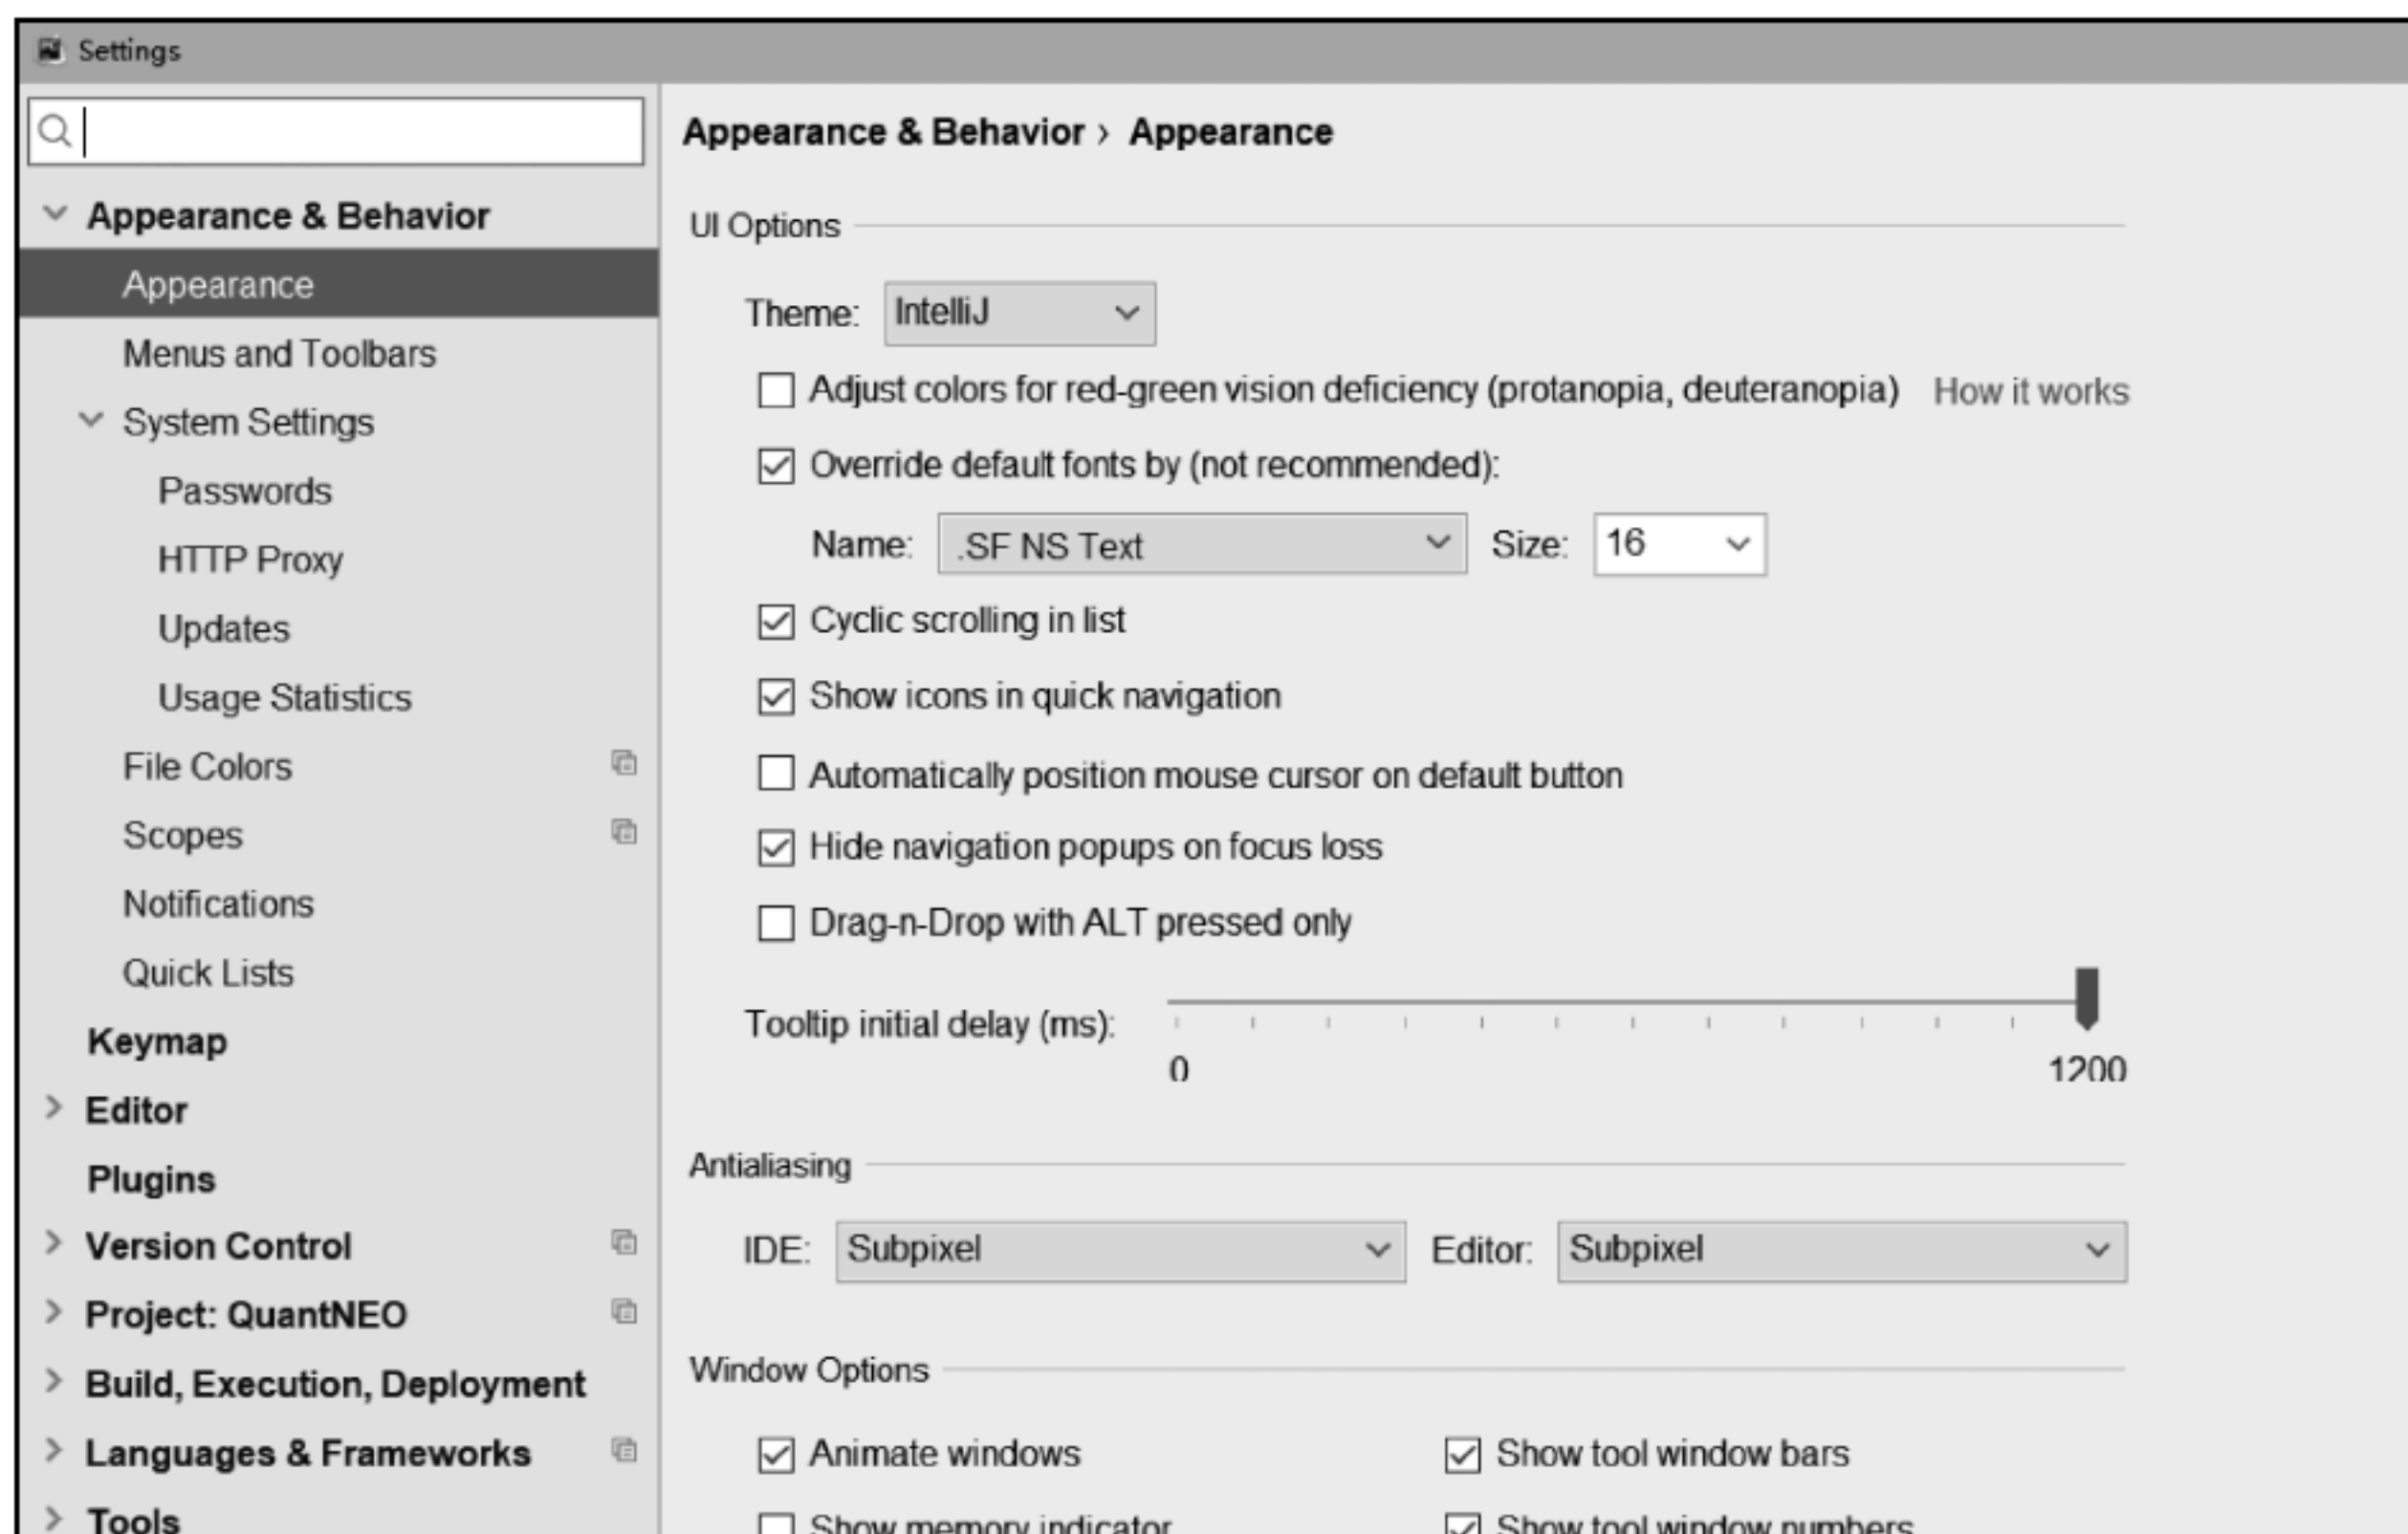 Settings
Appearance & Behavior
Appearance
Menus and Toolbars
System Settings
Passwords
HTTP Proxy
Updates
Usage Statistics
File Colors
Scopes
Notifications
Quick Lists
Keymap
Editor
Plugins
Version Control
Project: QuantNEO
Build, Execution, Deployment
Languages & Frameworks
Tools
Appearance & Behavior › Appearance
UI Options
Theme: IntelliJ
Adjust colors for red-green vision deficiency (protanopia, deuteranopia) How it works
Override default fonts by (not recommended):
Name: .SF NS Text Size: 16
Cyclic scrolling in list
Show icons in quick navigation
Automatically position mouse cursor on default button
Hide navigation popups on focus loss
Drag-n-Drop with ALT pressed only
Tooltip initial delay (ms):
0 1200
Antialiasing
IDE: Subpixel Editor: Subpixel
Window Options
Animate windows Show tool window bars
Show memory indicator Show tool window numbers